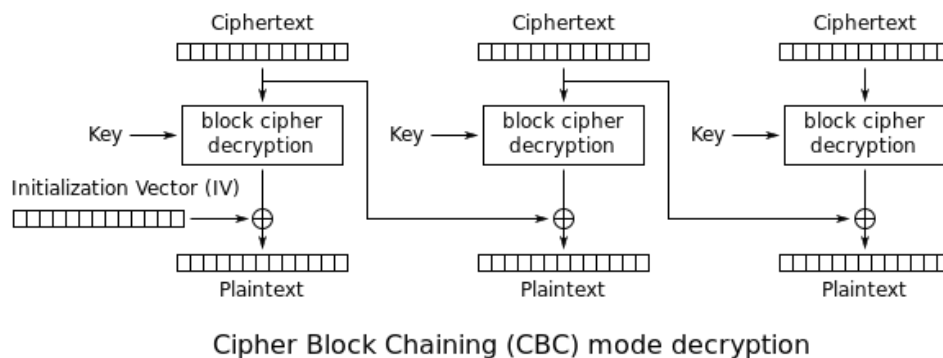 Ciphertext
Ciphertext
Ciphertext
Key
block cipher
decryption
Key
block cipher
decryption
Key
block cipher
decryption
Initialization Vector (IV)
Plaintext
Plaintext
Plaintext
Cipher Block Chaining (CBC) mode decryption